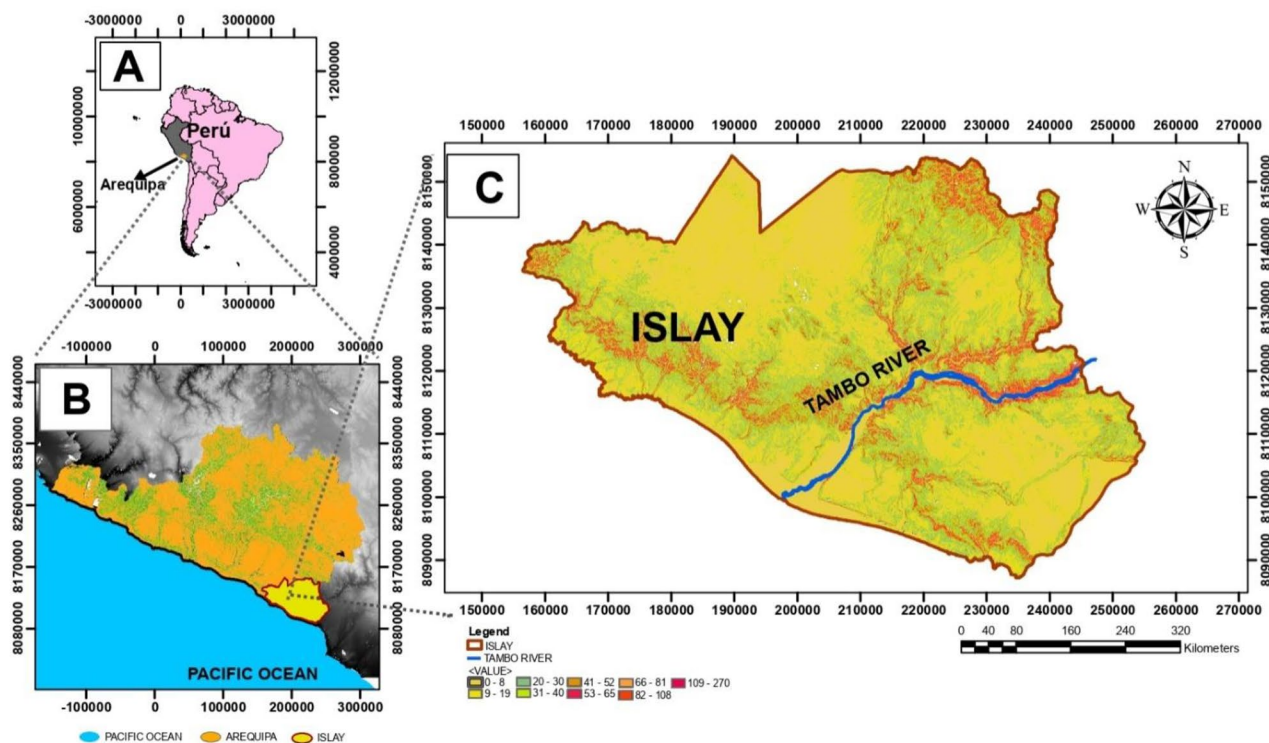 -3000000 0 3000000
A
10000000
8000000
6000000
12000000
8000000
4000000
Perú
Arequipa
-3000000 0 3000000
-100000 0 100000 200000 300000
B
8440000
8350000
8260000
8170000
8080000
8440000
8350000
8260000
8170000
8080000
PACIFIC OCEAN
-100000 0 100000 200000 300000
PACIFIC OCEAN AREQUIPA ISLAY
150000 160000 170000 180000 190000 200000 210000 220000 230000 240000 250000 260000 270000
C
N
W E
S
8150000
8140000
8130000
8120000
8110000
8100000
8090000
8150000
8140000
8130000
8120000
8110000
8100000
8090000
ISLAY
TAMBO RIVER
150000 160000 170000 180000 190000 200000 210000 220000 230000 240000 250000 260000 270000
Legend
ISLAY
TAMBO RIVER
<VALUE>
0 - 8 20 - 30 41 - 52 66 - 81 109 - 270
9 - 19 31 - 40 53 - 65 82 - 108
0 20 40 80 160 240 320
Kilometers